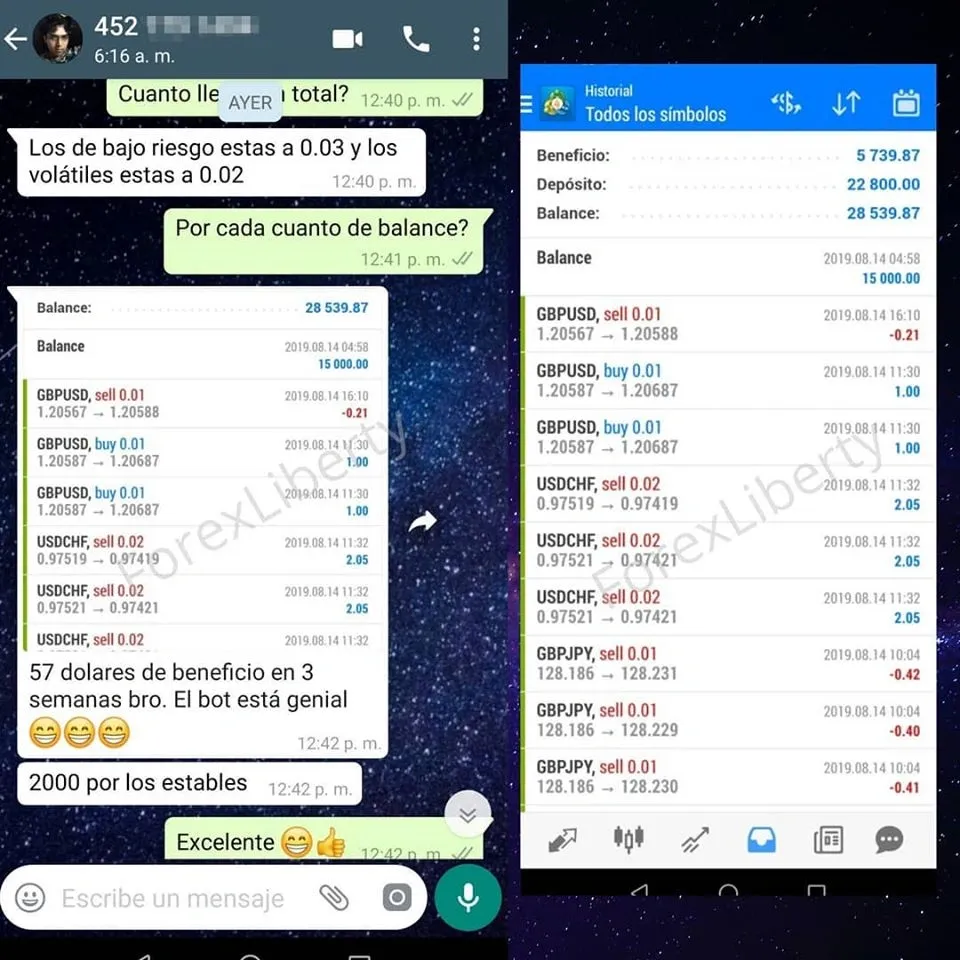 452
6:16 a. m.
Cuanto lle total? 12:40 p. m.
AYER
Los de bajo riesgo estas a 0.03 y los
volátiles estas a 0.02
12:40 p. m.
Por cada cuanto de balance?
12:41 p. m.
Balance: 28 539.87
Balance 2019.08.14 04:58
15 000.00
GBPUSD, sell 0.01 2019.08.14 16:10
1.20567 → 1.20588 -0.21
GBPUSD, buy 0.01 2019.08.14 11:30
1.20587 → 1.20687 1.00
GBPUSD, buy 0.01 2019.08.14 11:30
1.20587 → 1.20687 1.00
USDCHF, sell 0.02 2019.08.14 11:32
0.97519 → 0.97419 2.05
USDCHF, sell 0.02 2019.08.14 11:32
0.97521 → 0.97421 2.05
USDCHF, sell 0.02 2019.08.14 11:32
ForexLiberty
57 dolares de beneficio en 3
semanas bro. El bot está genial
😁😁😁
12:42 p. m.
2000 por los estables 12:42 p. m.
Excelente 😁👍 12:42 p. m.
Escribe un mensaje
Historial
Todos los símbolos
Beneficio: 5 739.87
Depósito: 22 800.00
Balance: 28 539.87
Balance 2019.08.14 04:58
15 000.00
GBPUSD, sell 0.01 2019.08.14 16:10
1.20567 → 1.20588 -0.21
GBPUSD, buy 0.01 2019.08.14 11:30
1.20587 → 1.20687 1.00
GBPUSD, buy 0.01 2019.08.14 11:30
1.20587 → 1.20687 1.00
USDCHF, sell 0.02 2019.08.14 11:32
0.97519 → 0.97419 2.05
USDCHF, sell 0.02 2019.08.14 11:32
0.97521 → 0.97421 2.05
USDCHF, sell 0.02 2019.08.14 11:32
0.97521 → 0.97421 2.05
GBPJPY, sell 0.01 2019.08.14 10:04
128.186 → 128.231 -0.42
GBPJPY, sell 0.01 2019.08.14 10:04
128.186 → 128.229 -0.40
GBPJPY, sell 0.01 2019.08.14 10:04
128.186 → 128.230 -0.41
ForexLiberty